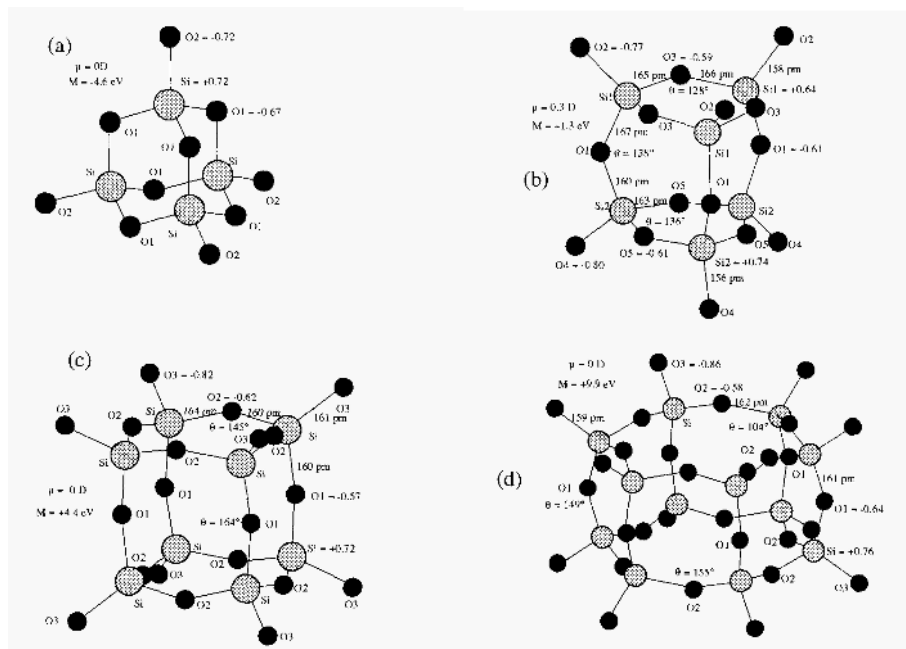 (a)
O2 = -0.72
μ = 0D
M = -4.6 eV
Si = +0.72
O1 = -0.67
O1
Si
O1
Si
O2
O2
Si
O1
O2
(b)
O2 = -0.77
O3 = -0.59
O2
165 pm
166 pm
158 pm
θ = 128°
Si1 = +0.64
O2
O3
μ = 0.3 D
M = -1.3 eV
O3
167 pm
Si1
O1
θ = 138°
O1 = -0.61
160 pm
O5
O1
163 pm
Si2
θ = 136°
O4 = -0.80
O5 = -0.61
O5
O4
Si2 = +0.74
156 pm
O4
(c)
O3 = -0.82
O2 = -0.62
O3
Si
164 pm
160 pm
161 pm
O3
O2
θ = 145°
O3
O2
Si
Si
O2
Si
160 pm
μ = 0 D
M = +4.4 eV
O1
O1 = -0.57
O1
θ = 164°
O1
O2
Si
O2
Si = +0.72
O3
Si
O2
Si
O2
O3
O3
O3
(d)
μ = 0 D
M = +9.9 eV
O3 = -0.86
O2 = -0.58
162 pm
159 pm
Si
θ = 104°
O2
O1
161 pm
O1
θ = 149°
O1 = -0.64
O1
O2
Si = +0.76
θ = 155°
O2
O2
O3